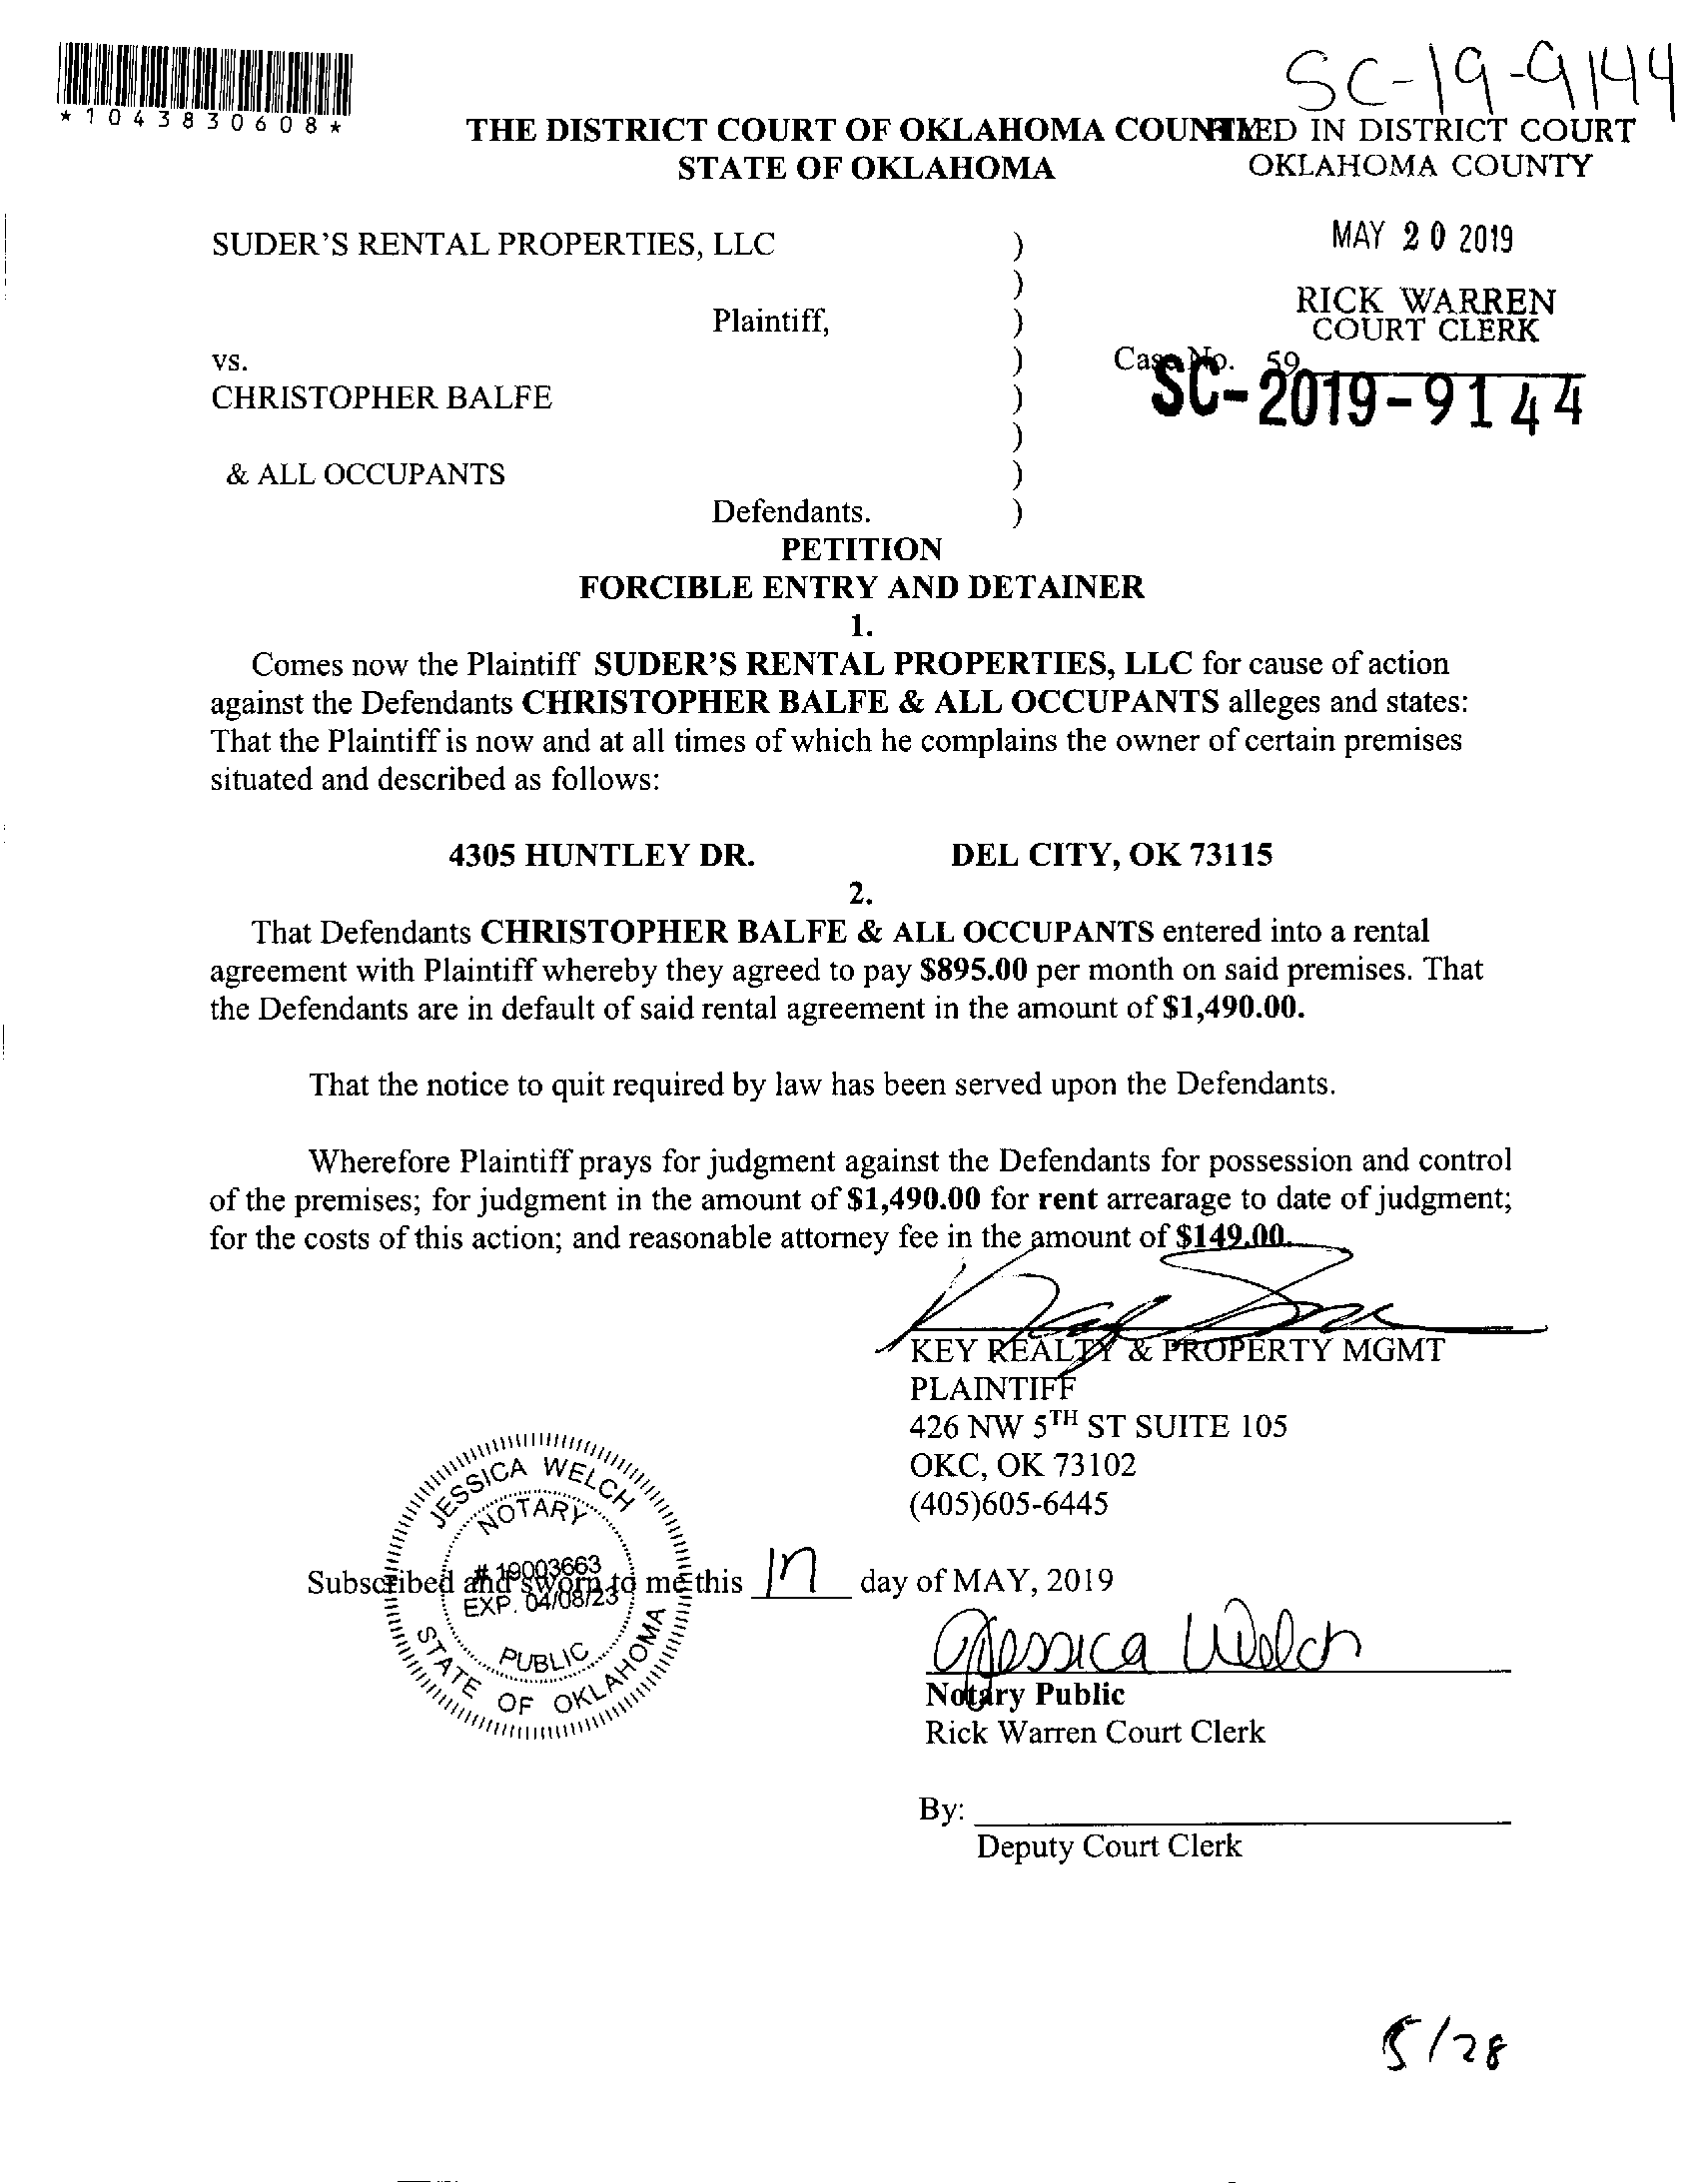 SC-19-9144
*1043830608*
THE DISTRICT COURT OF OKLAHOMA COUNTY
STATE OF OKLAHOMA
FILED IN DISTRICT COURT
OKLAHOMA COUNTY
MAY 20 2019
RICK WARREN
COURT CLERK
SUDER'S RENTAL PROPERTIES, LLC )
)
Plaintiff, )
vs. ) Case No. 59
SC-2019-9144
CHRISTOPHER BALFE )
)
& ALL OCCUPANTS )
Defendants. )
PETITION
FORCIBLE ENTRY AND DETAINER
1.
Comes now the Plaintiff SUDER'S RENTAL PROPERTIES, LLC for cause of action
against the Defendants CHRISTOPHER BALFE & ALL OCCUPANTS alleges and states:
That the Plaintiff is now and at all times of which he complains the owner of certain premises
situated and described as follows:
4305 HUNTLEY DR. DEL CITY, OK 73115
2.
That Defendants CHRISTOPHER BALFE & ALL OCCUPANTS entered into a rental
agreement with Plaintiff whereby they agreed to pay $895.00 per month on said premises. That
the Defendants are in default of said rental agreement in the amount of $1,490.00.
That the notice to quit required by law has been served upon the Defendants.
Wherefore Plaintiff prays for judgment against the Defendants for possession and control
of the premises; for judgment in the amount of $1,490.00 for rent arrearage to date of judgment;
for the costs of this action; and reasonable attorney fee in the amount of $149.00.
KEY REALTY & PROPERTY MGMT
PLAINTIFF
426 NW 5TH ST SUITE 105
OKC, OK 73102
(405)605-6445
JESSICA WELCH
NOTARY
# 19003663
EXP. 04/08/23
PUBLIC
STATE OF OKLAHOMA
Subscribed and sworn to me this 17 day of MAY, 2019
Jessica Welch
Notary Public
Rick Warren Court Clerk
By:
Deputy Court Clerk
5/28